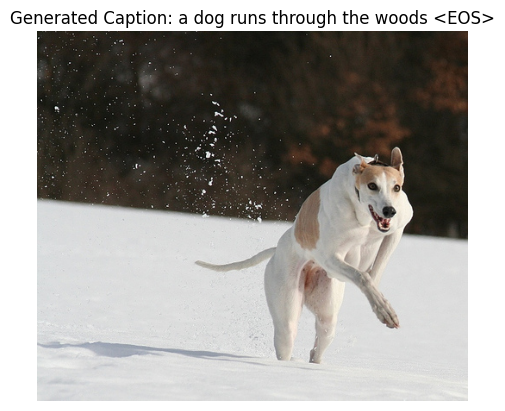 Generated Caption: a dog runs through the woods <EOS>